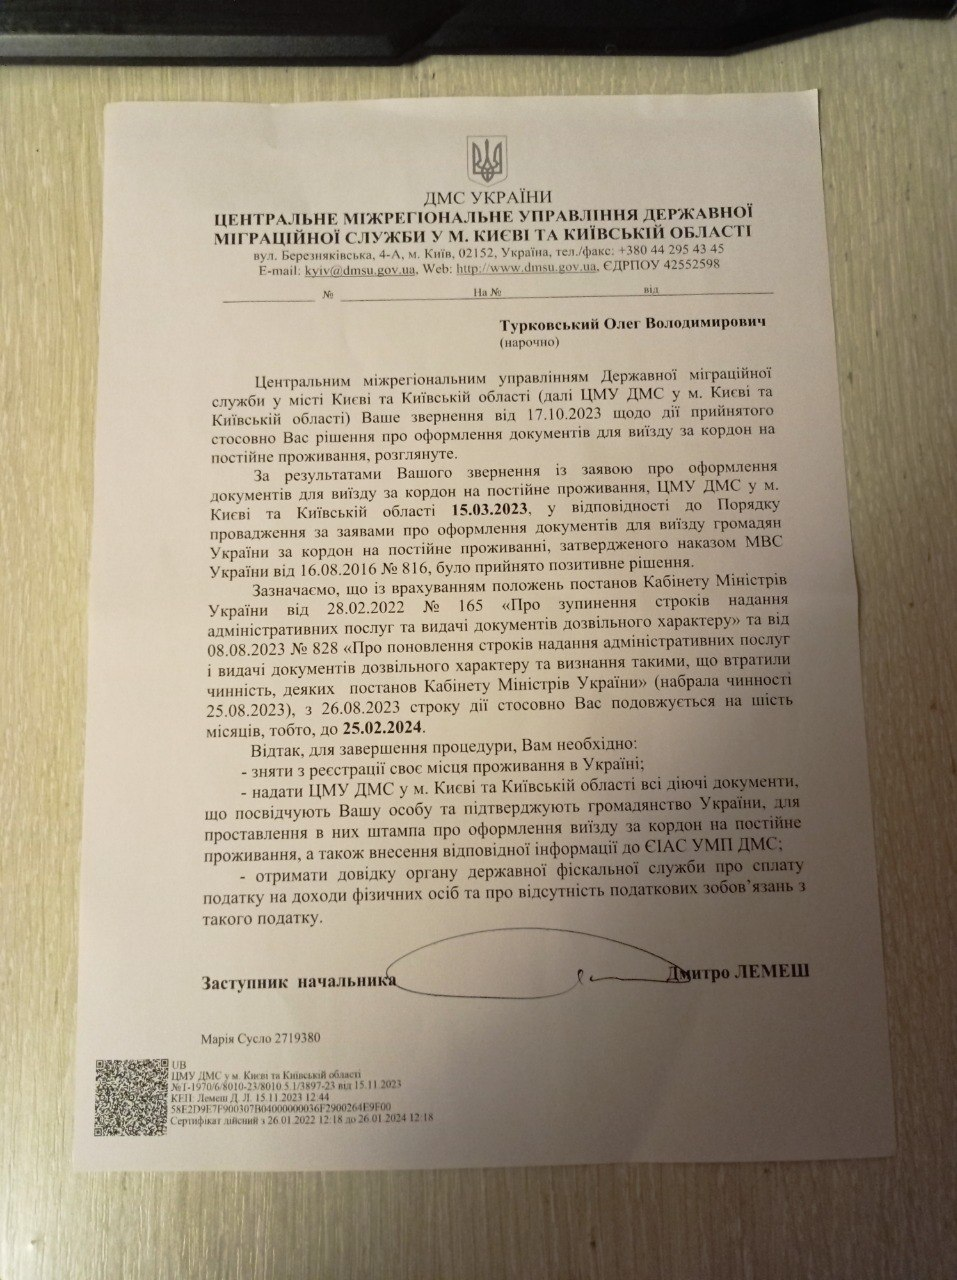 ДМС УКРАЇНИ
ЦЕНТРАЛЬНЕ МІЖРЕГІОНАЛЬНЕ УПРАВЛІННЯ ДЕРЖАВНОЇ
МІГРАЦІЙНОЇ СЛУЖБИ У М. КИЄВІ ТА КИЇВСЬКІЙ ОБЛАСТІ
вул. Березняківська, 4-А, м. Київ, 02152, Україна, тел./факс: +380 44 295 43 45
E-mail: kyiv@dmsu.gov.ua, Web: http://www.dmsu.gov.ua, ЄДРПОУ 42552598
№ На № від
Турковський Олег Володимирович
(нарочно)
Центральним міжрегіональним управлінням Державної міграційної
служби у місті Києві та Київській області (далі ЦМУ ДМС у м. Києві та
Київській області) Ваше звернення від 17.10.2023 щодо дії прийнятого
стосовно Вас рішення про оформлення документів для виїзду за кордон на
постійне проживання, розглянуте.
За результатами Вашого звернення із заявою про оформлення
документів для виїзду за кордон на постійне проживання, ЦМУ ДМС у м.
Києві та Київській області 15.03.2023, у відповідності до Порядку
провадження за заявами про оформлення документів для виїзду громадян
України за кордон на постійне проживанні, затвердженого наказом МВС
України від 16.08.2016 № 816, було прийнято позитивне рішення.
Зазначаємо, що із врахуванням положень постанов Кабінету Міністрів
України від 28.02.2022 № 165 «Про зупинення строків надання
адміністративних послуг та видачі документів дозвільного характеру» та від
08.08.2023 № 828 «Про поновлення строків надання адміністративних послуг
і видачі документів дозвільного характеру та визнання такими, що втратили
чинність, деяких постанов Кабінету Міністрів України» (набрала чинності
25.08.2023), з 26.08.2023 строку дії стосовно Вас подовжується на шість
місяців, тобто, до 25.02.2024.
Відтак, для завершення процедури, Вам необхідно:
- зняти з реєстрації своє місця проживання в Україні;
- надати ЦМУ ДМС у м. Києві та Київській області всі діючі документи,
що посвідчують Вашу особу та підтверджують громадянство України, для
проставлення в них штампа про оформлення виїзду за кордон на постійне
проживання, а також внесення відповідної інформації до ЄІАС УМП ДМС;
- отримати довідку органу державної фіскальної служби про сплату
податку на доходи фізичних осіб та про відсутність податкових зобов’язань з
такого податку.
Заступник начальника Дмитро ЛЕМЕШ
Марія Сусло 2719380
UB
ЦМУ ДМС у м. Києві та Київській області
№Т-1970/6/8010-23/8010.5.1/3897-23 від 15.11.2023
КЕП: Лемеш Д. Л. 15.11.2023 12:44
58E2D9E7F900307B04000000036F2900264E9F00
Сертифікат дійсний з 26.01.2022 12:18 до 26.01.2024 12:18